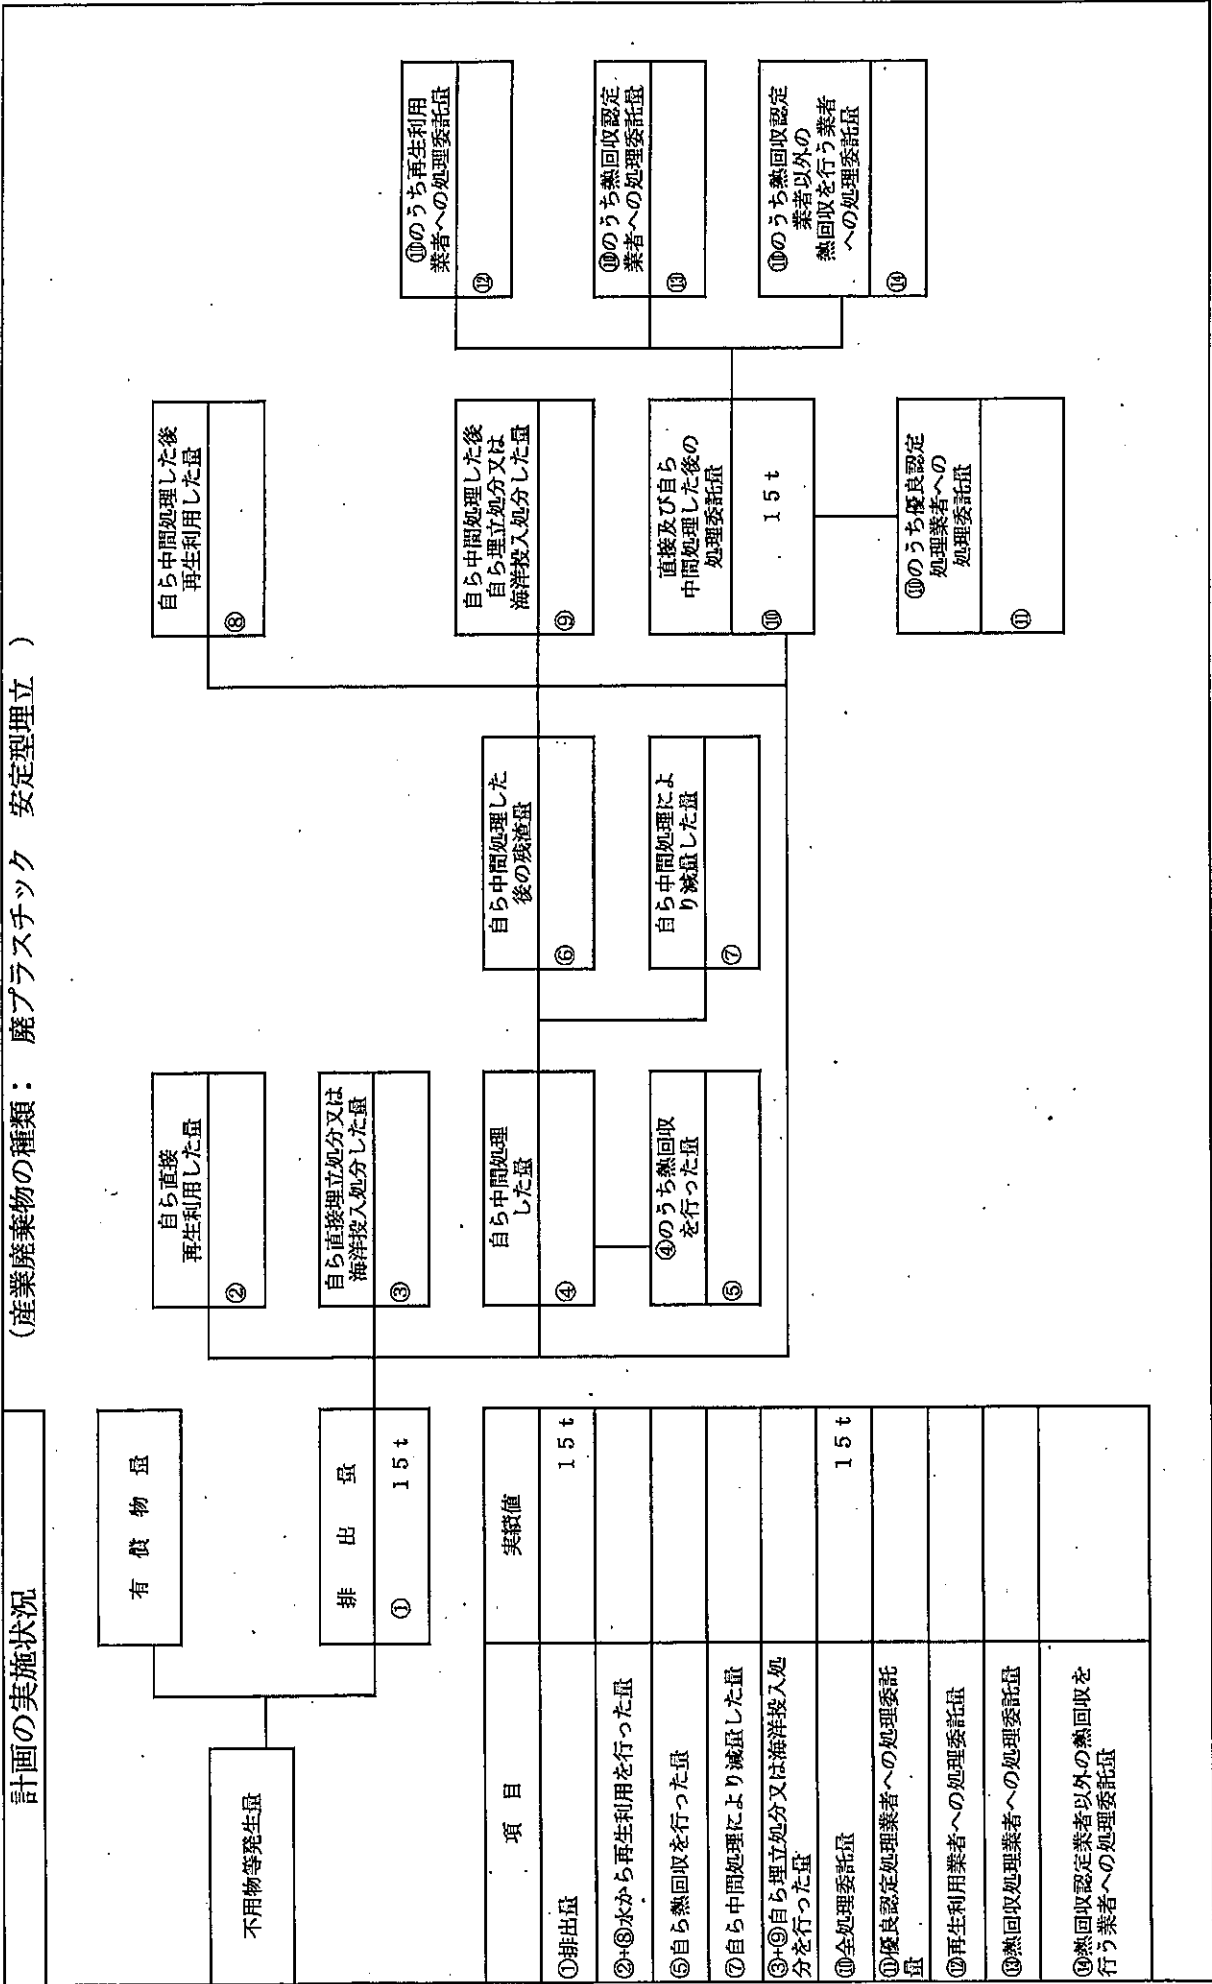 計画の実施状況
（産業廃棄物の種類： 廃プラスチック 安定型埋立 ）
不用物等発生量
有 償 物 量
排 出 量
① 15t
自ら直接
再生利用した量
②
自ら直接埋立処分又は
海洋投入処分した量
③
自ら中間処理
した量
④
④のうち熱回収
を行った量
⑤
自ら中間処理した
後の残渣量
⑥
自ら中間処理によ
り減量した量
⑦
自ら中間処理した後
再生利用した量
⑧
自ら中間処理した後
自ら埋立処分又は
海洋投入処分した量
⑨
直接及び自ら
中間処理した後の
処理委託量
⑩ 15t
⑩のうち優良認定
処理業者への
処理委託量
⑪
⑩のうち再生利用
業者への処理委託量
⑫
⑩のうち熱回収認定
業者への処理委託量
⑬
⑩のうち熱回収認定
業者以外の
熱回収を行う業者
への処理委託量
⑭
項 目 実績値
①排出量 15t
②+⑧水から再生利用を行った量
⑤自ら熱回収を行った量
⑦自ら中間処理により減量した量
③+⑨自ら埋立処分又は海洋投入処
分を行った量
⑩全処理委託量 15t
⑪優良認定処理業者への処理委託
量
⑫再生利用業者への処理委託量
⑬熱回収処理業者への処理委託量
⑭熱回収認定業者以外の熱回収を
行う業者への処理委託量